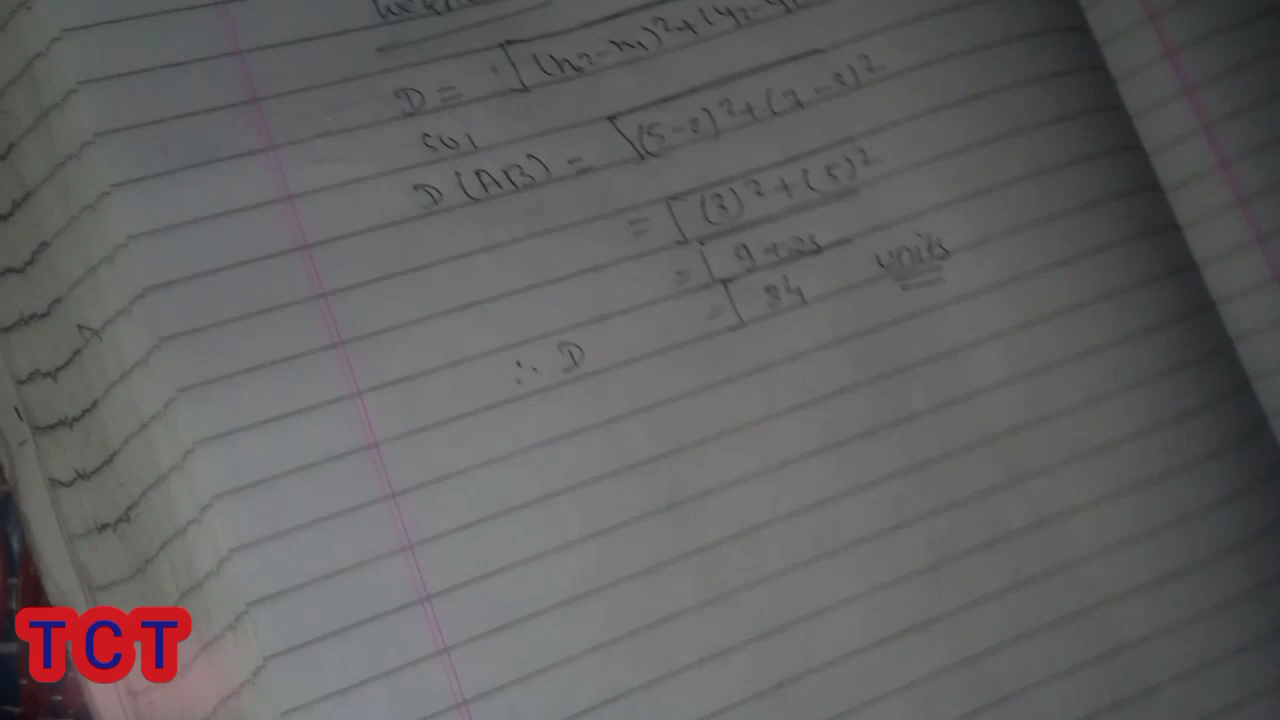 D = √(x₂-x₁)²+(y₂-y₁
sol
D(AB) = √(5-2)²+(7-2)²
= √(3)²+(5)²
= √9+25
= √34 units
∴ D
TCT